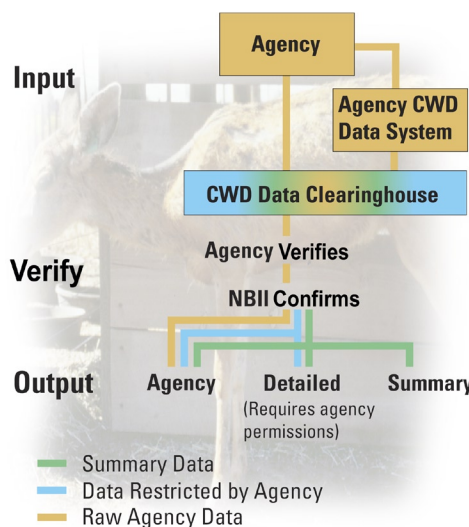 Agency
Input
Agency CWD
Data System
CWD Data Clearinghouse
Agency Verifies
Verify
NBII Confirms
Output
Agency
Detailed
Summary
(Requires agency
permissions)
Summary Data
Data Restricted by Agency
Raw Agency Data